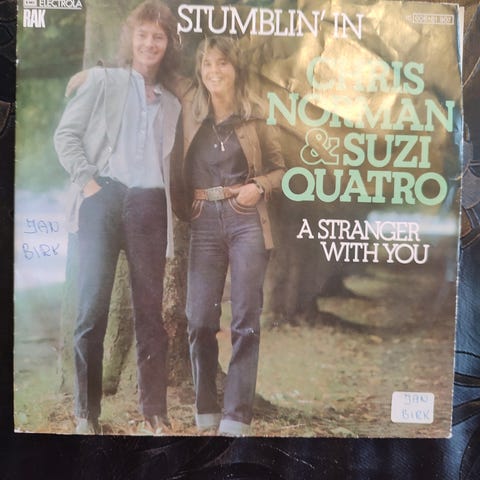 ELECTROLA
RAK
STUMBLIN' IN
CHRIS
NORMAN
& SUZI
QUATRO
A STRANGER
WITH YOU
JAN
BIRK
JAN
BIRK